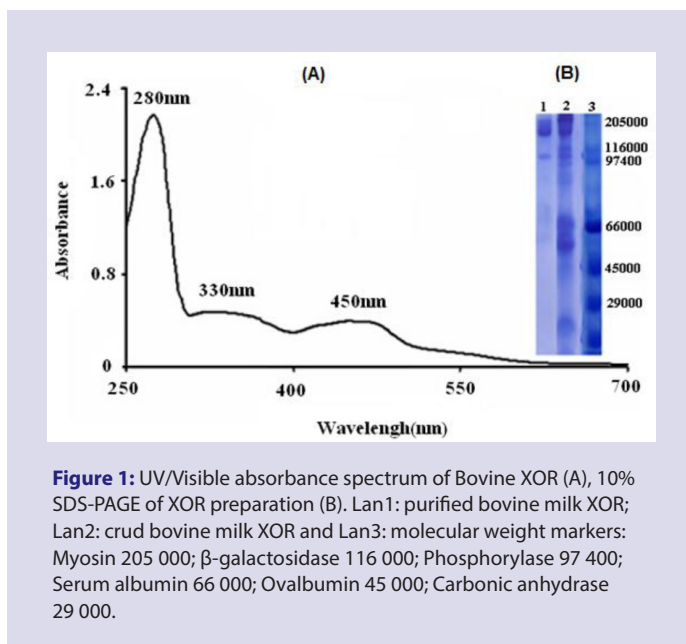 (A)
(B)
2.4
280nm
1 2 3
205000
116000
97400
1.6
Absorbance
66000
0.8
330nm
450nm
45000
29000
0
250
400
550
700
Wavelengh(nm)
Figure 1: UV/Visible absorbance spectrum of Bovine XOR (A), 10%
SDS-PAGE of XOR preparation (B). Lan1: purified bovine milk XOR;
Lan2: crud bovine milk XOR and Lan3: molecular weight markers:
Myosin 205 000; β-galactosidase 116 000; Phosphorylase 97 400;
Serum albumin 66 000; Ovalbumin 45 000; Carbonic anhydrase
29 000.